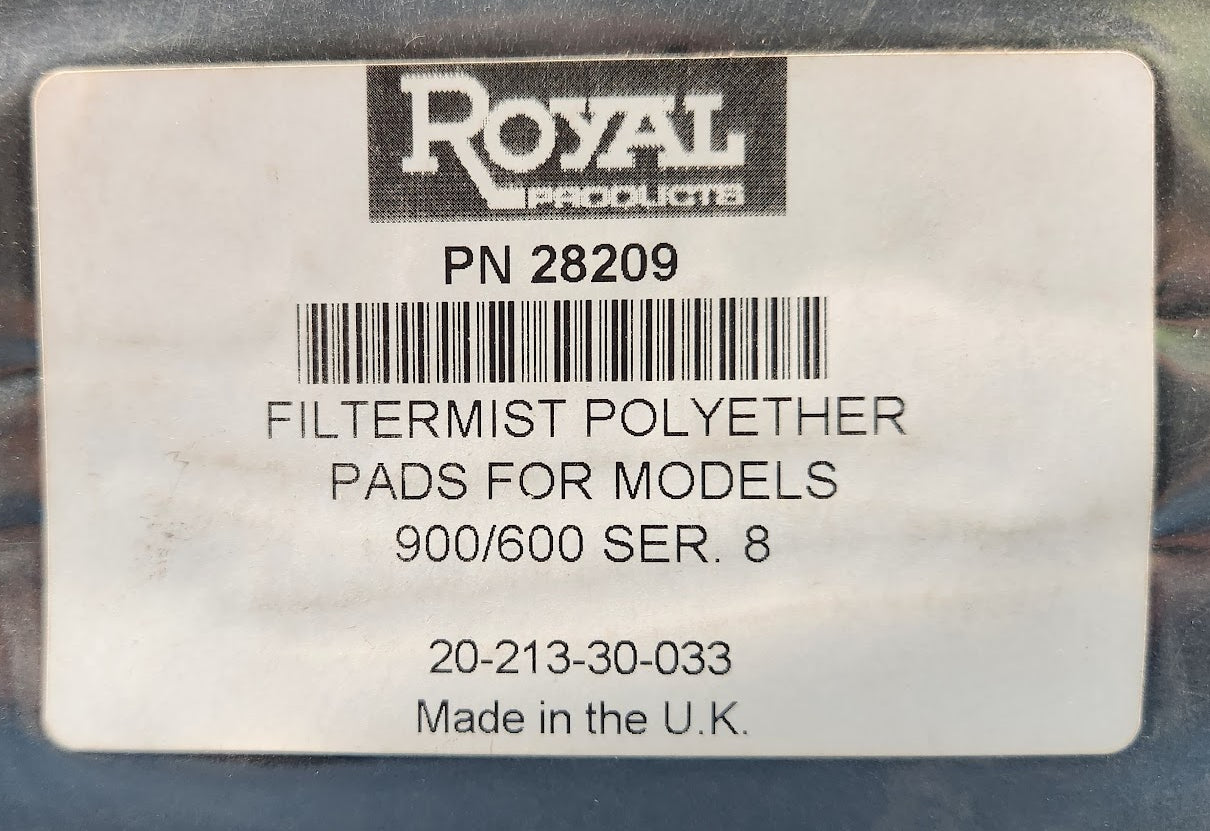 ROYAL
PRODUCTS
PN 28209
FILTERMIST POLYETHER
PADS FOR MODELS
900/600 SER. 8
20-213-30-033
Made in the U.K.